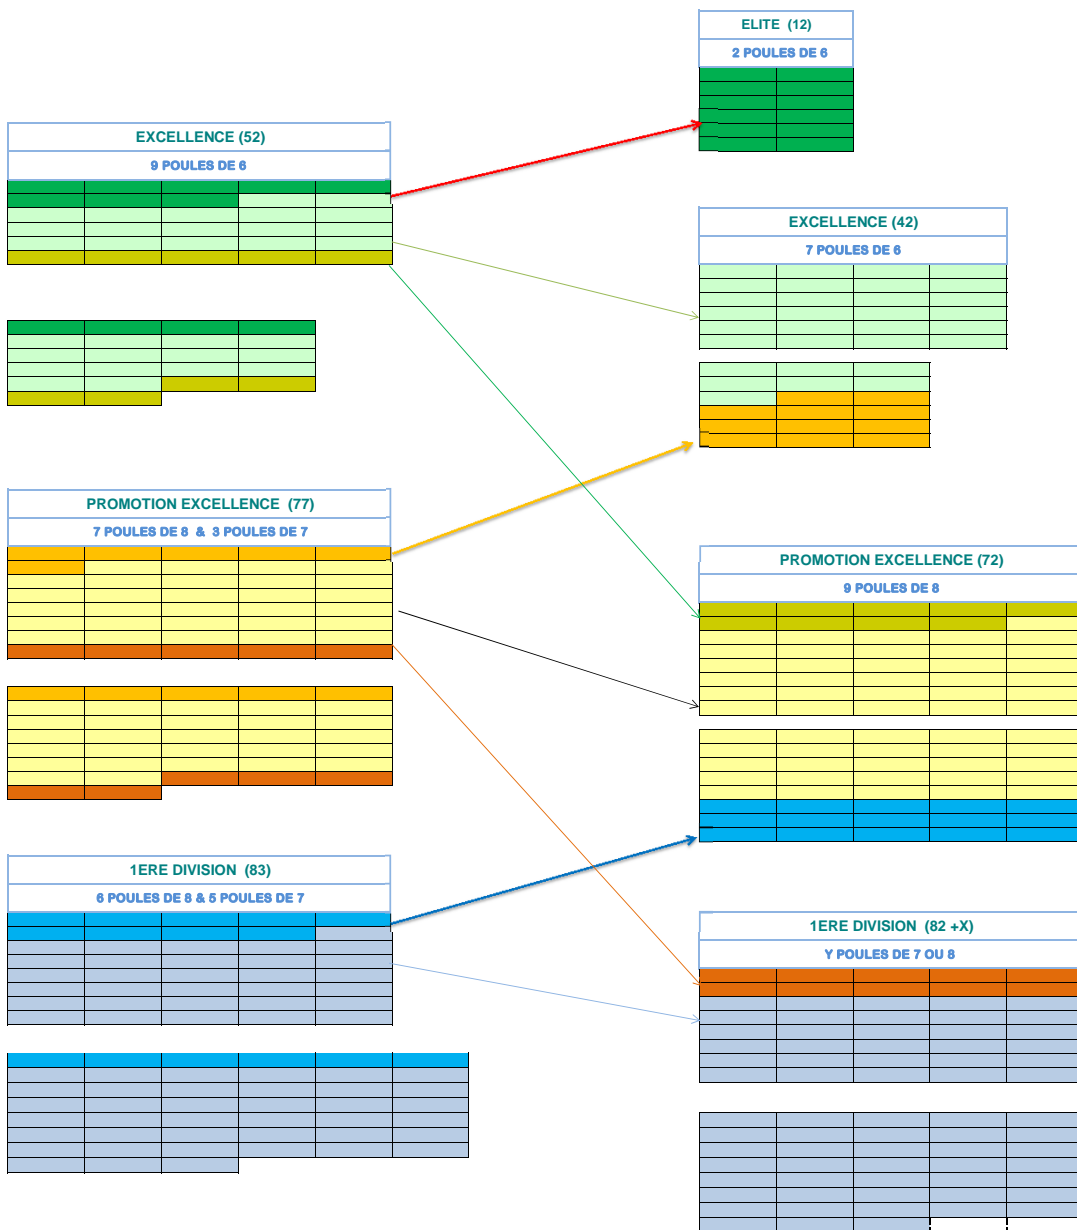 ELITE (12)
2 POULES DE 6
EXCELLENCE (52)
9 POULES DE 6
EXCELLENCE (42)
7 POULES DE 6
PROMOTION EXCELLENCE (77)
7 POULES DE 8 & 3 POULES DE 7
PROMOTION EXCELLENCE (72)
9 POULES DE 8
1ERE DIVISION (83)
6 POULES DE 8 & 5 POULES DE 7
1ERE DIVISION (82 +X)
Y POULES DE 7 OU 8